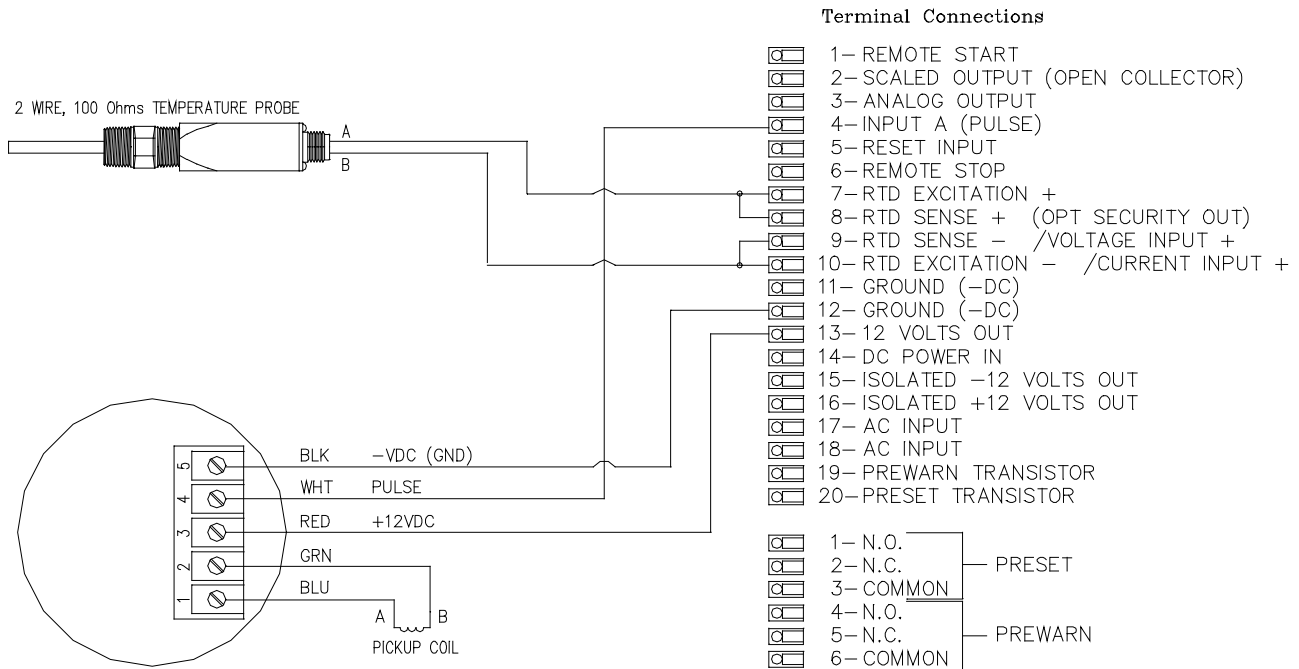 Terminal Connections
1- REMOTE START
2- SCALED OUTPUT (OPEN COLLECTOR)
3- ANALOG OUTPUT
4- INPUT A (PULSE)
5- RESET INPUT
6- REMOTE STOP
7- RTD EXCITATION +
8- RTD SENSE + (OPT SECURITY OUT)
9- RTD SENSE - /VOLTAGE INPUT +
10- RTD EXCITATION - /CURRENT INPUT +
11- GROUND (-DC)
12- GROUND (-DC)
13- 12 VOLTS OUT
14- DC POWER IN
15- ISOLATED -12 VOLTS OUT
16- ISOLATED +12 VOLTS OUT
17- AC INPUT
18- AC INPUT
19- PREWARN TRANSISTOR
20- PRESET TRANSISTOR
1- N.O.
2- N.C.
3- COMMON
PRESET
4- N.O.
5- N.C.
6- COMMON
PREWARN
2 WIRE, 100 Ohms TEMPERATURE PROBE
A
B
5 BLK -VDC (GND)
4 WHT PULSE
3 RED +12VDC
2 GRN
1 BLU
A B
PICKUP COIL